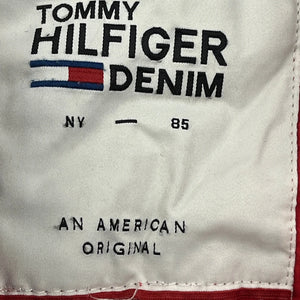 TOMMY
HILFIGER
DENIM
NY — 85
AN AMERICAN
ORIGINAL